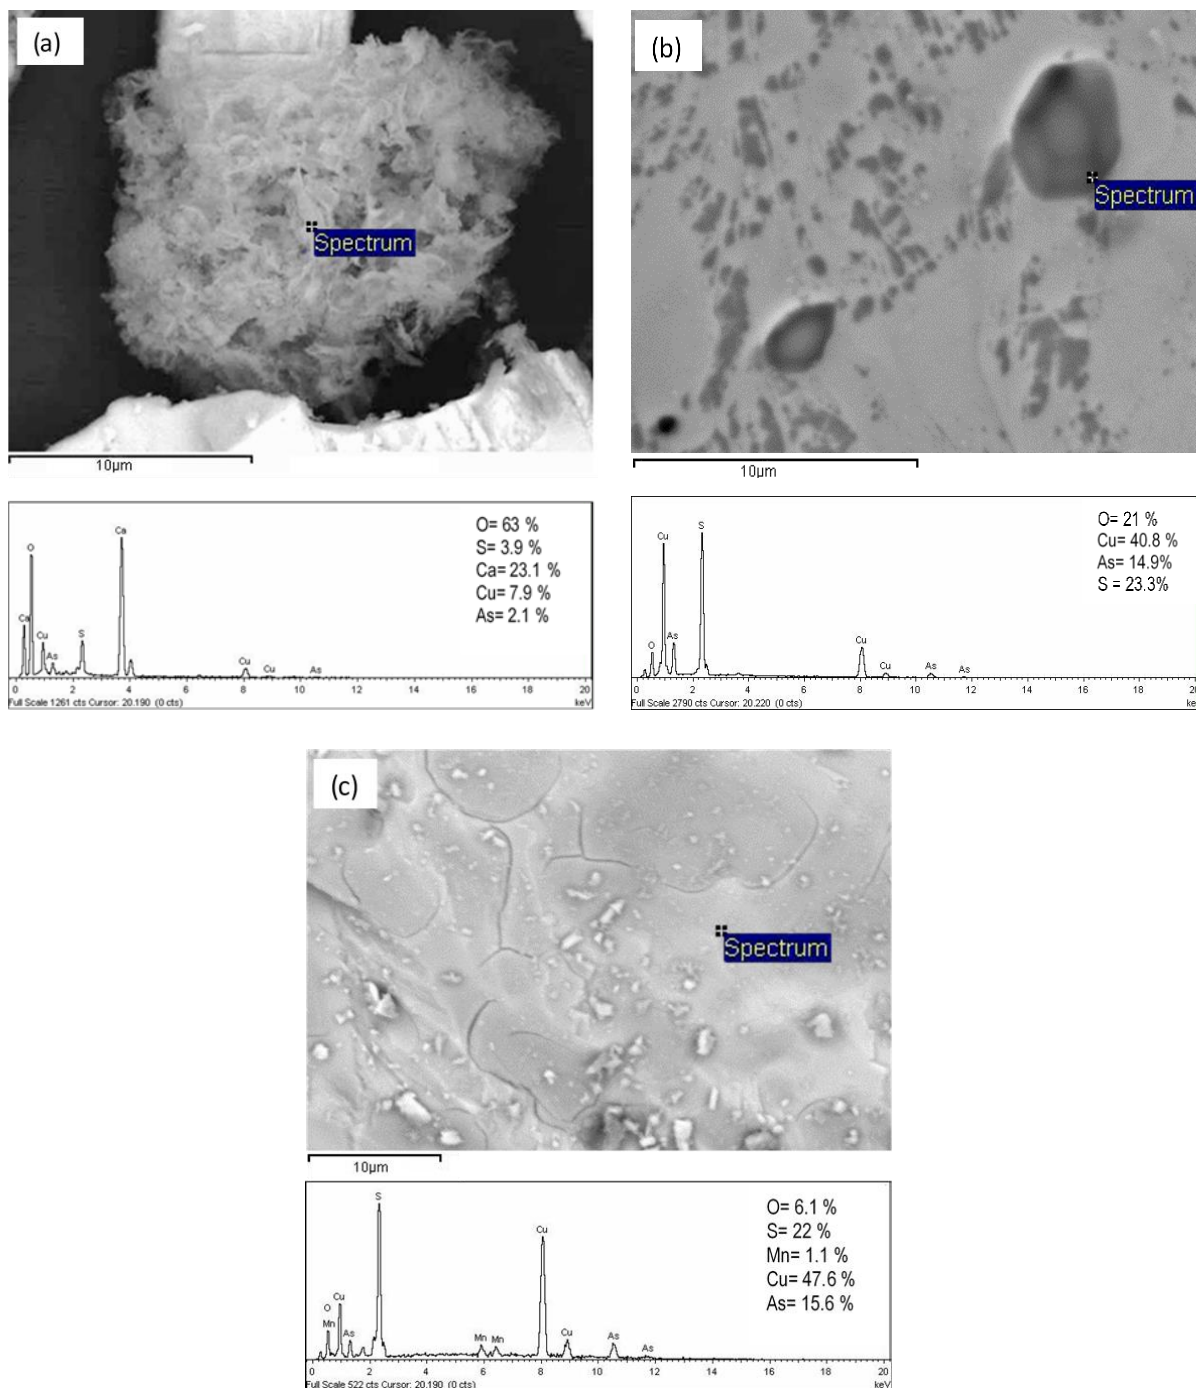 (a)
Spectrum
10µm
O= 63 %
S= 3.9 %
Ca= 23.1 %
Cu= 7.9 %
As= 2.1 %
Ca
O
Ca
Cu
As
S
Cu
Cu
As
0 2 4 6 8 10 12 14 16 18 20
Full Scale 1261 cts Cursor: 20.190 (0 cts)
keV
(b)
Spectrum
10µm
O= 21 %
Cu= 40.8 %
As= 14.9%
S = 23.3%
S
Cu
As
O
Cu
Cu
As
As
0 2 4 6 8 10 12 14 16 18 20
Full Scale 2790 cts Cursor: 20.220 (0 cts)
ke
(c)
Spectrum
10µm
O= 6.1 %
S= 22 %
Mn= 1.1 %
Cu= 47.6 %
As= 15.6 %
S
Cu
Cu
O
Mn
As
Mn
Mn
Cu
As
As
0 2 4 6 8 10 12 14 16 18 20
Full Scale 522 cts Cursor: 20.190 (0 cts)
keV